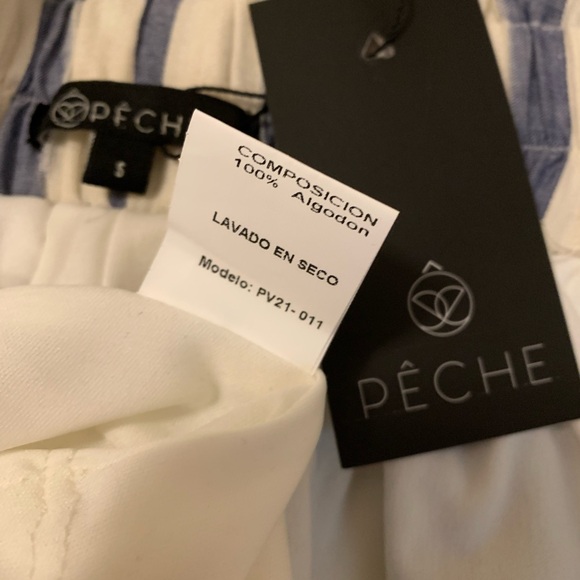 PÊCHE
S
COMPOSICION
100% Algodon
LAVADO EN SECO
Modelo: PV21-011
PÊCHE